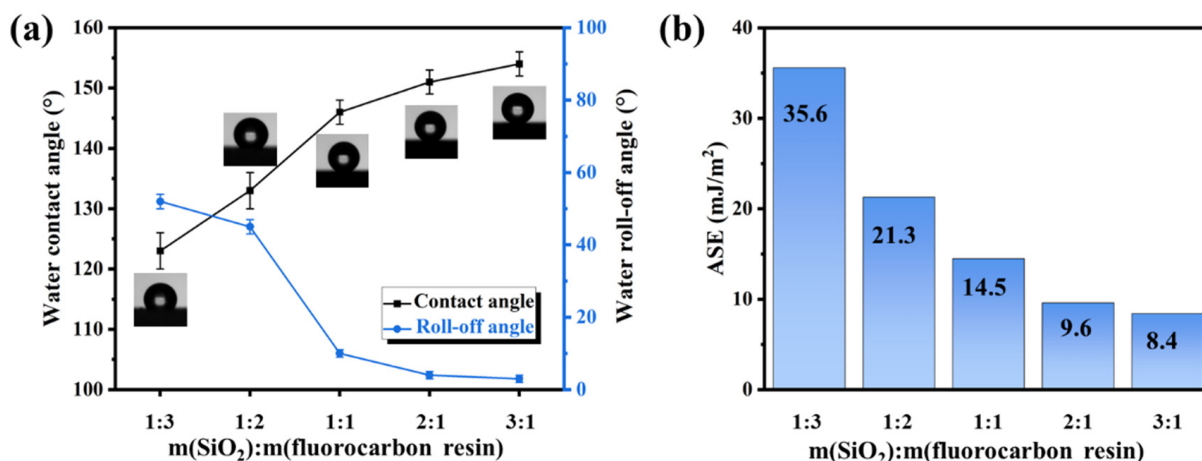 (a)
Water contact angle (°)
160
150
140
130
120
110
100
100
80
60
40
20
0
Water roll-off angle (°)
Contact angle
Roll-off angle
1:3 1:2 1:1 2:1 3:1
m(SiO₂):m(fluorocarbon resin)
(b)
ASE (mJ/m²)
40
30
20
10
0
35.6
21.3
14.5
9.6
8.4
1:3 1:2 1:1 2:1 3:1
m(SiO₂):m(fluorocarbon resin)